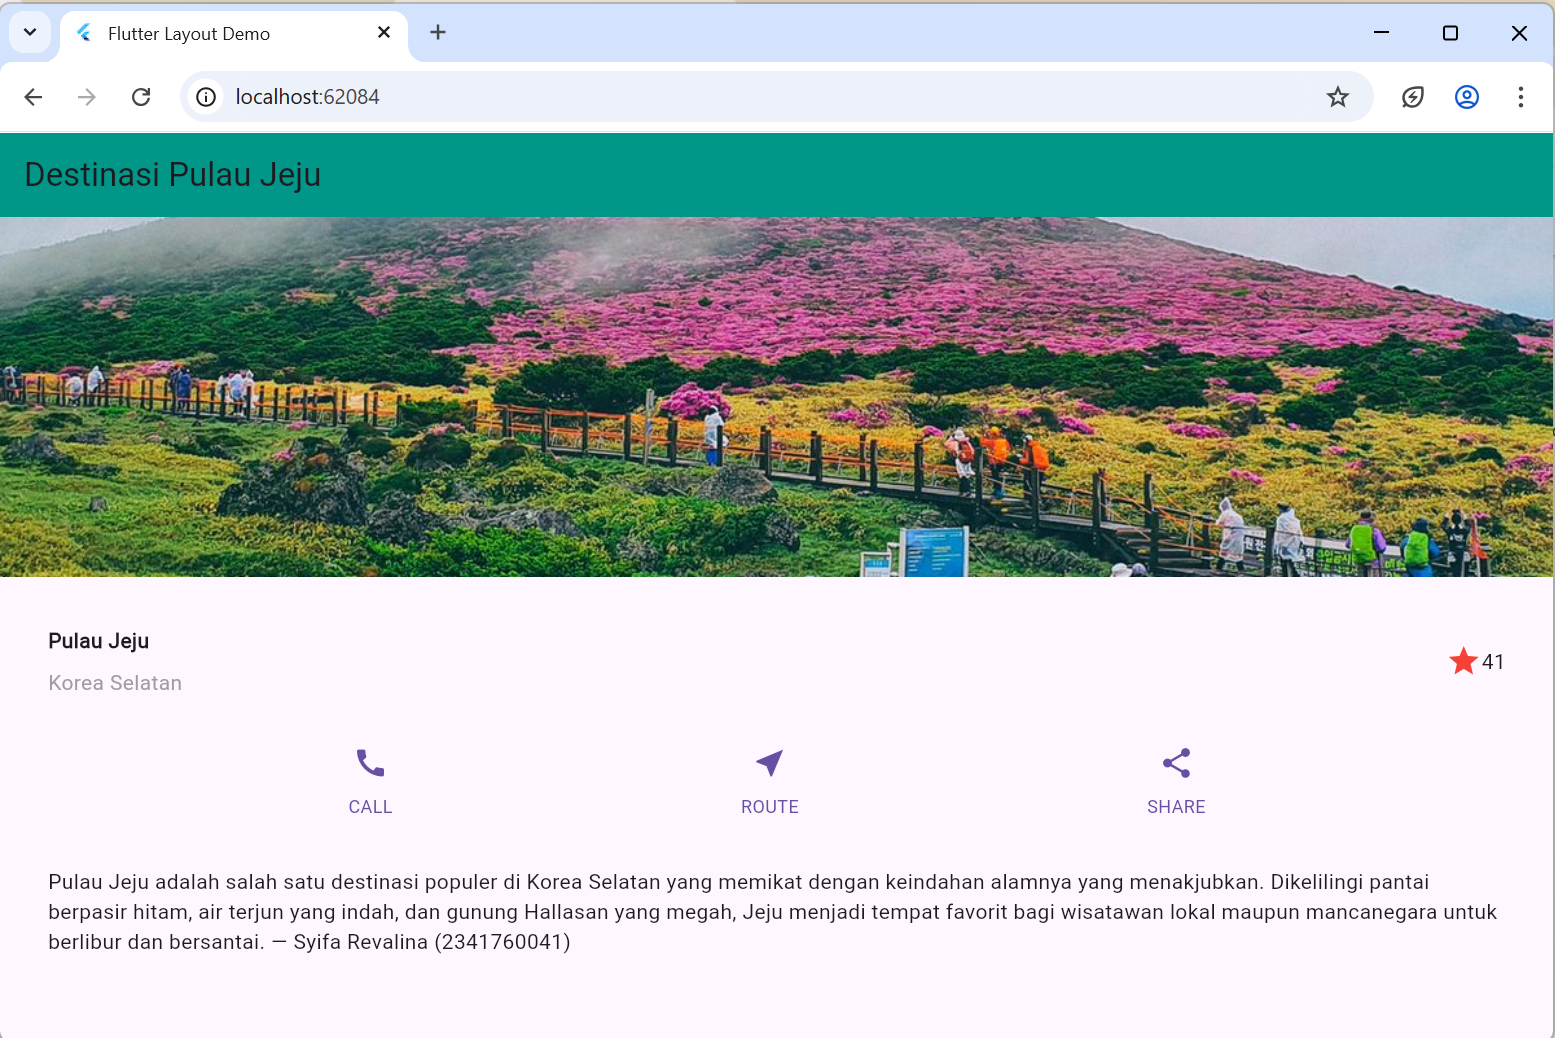 Flutter Layout Demo
localhost:62084
Destinasi Pulau Jeju
Pulau Jeju
Korea Selatan
41
CALL
ROUTE
SHARE
Pulau Jeju adalah salah satu destinasi populer di Korea Selatan yang memikat dengan keindahan alamnya yang menakjubkan. Dikelilingi pantai
berpasir hitam, air terjun yang indah, dan gunung Hallasan yang megah, Jeju menjadi tempat favorit bagi wisatawan lokal maupun mancanegara untuk
berlibur dan bersantai. — Syifa Revalina (2341760041)